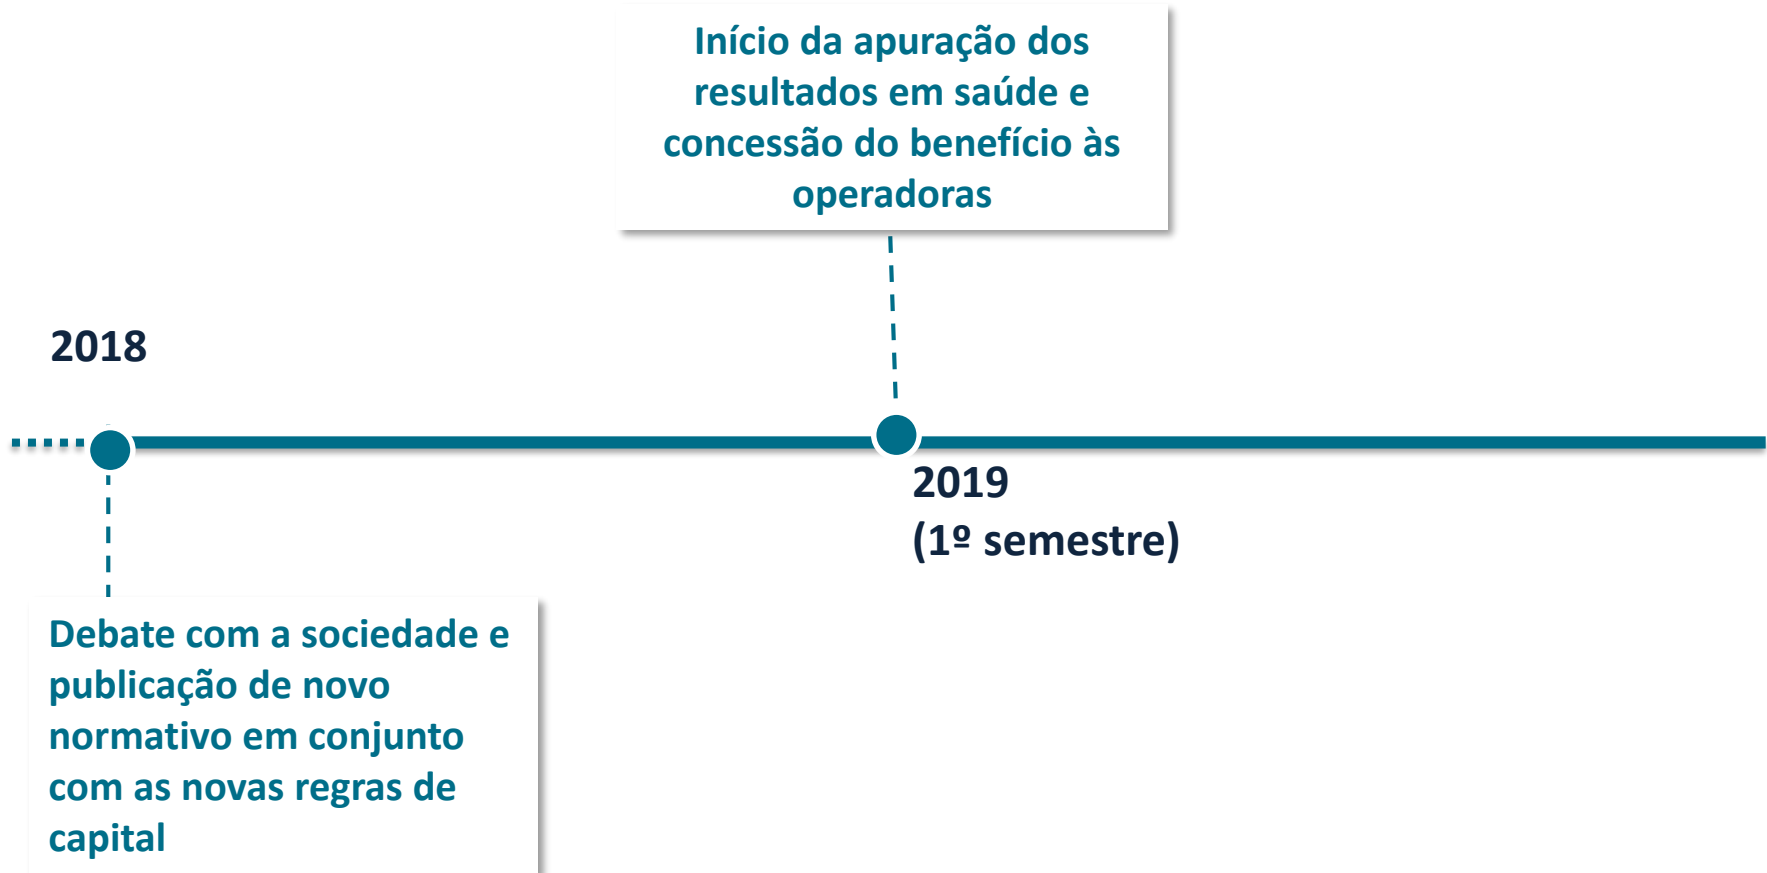 Início da apuração dos
resultados em saúde e
concessão do benefício às
operadoras
2018
2019
(1º semestre)
Debate com a sociedade e
publicação de novo
normativo em conjunto
com as novas regras de
capital